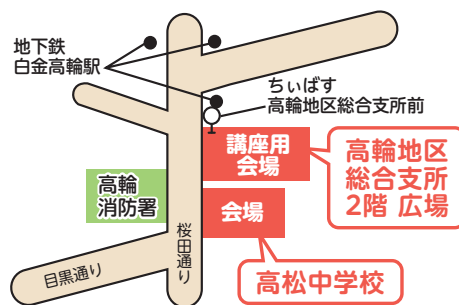 地下鉄
白金高輪駅
ちぃばす
高輪地区総合支所前
講座用
会場
高輪地区
総合支所
2階 広場
高輪
消防署
会場
桜田通り
目黒通り
高松中学校